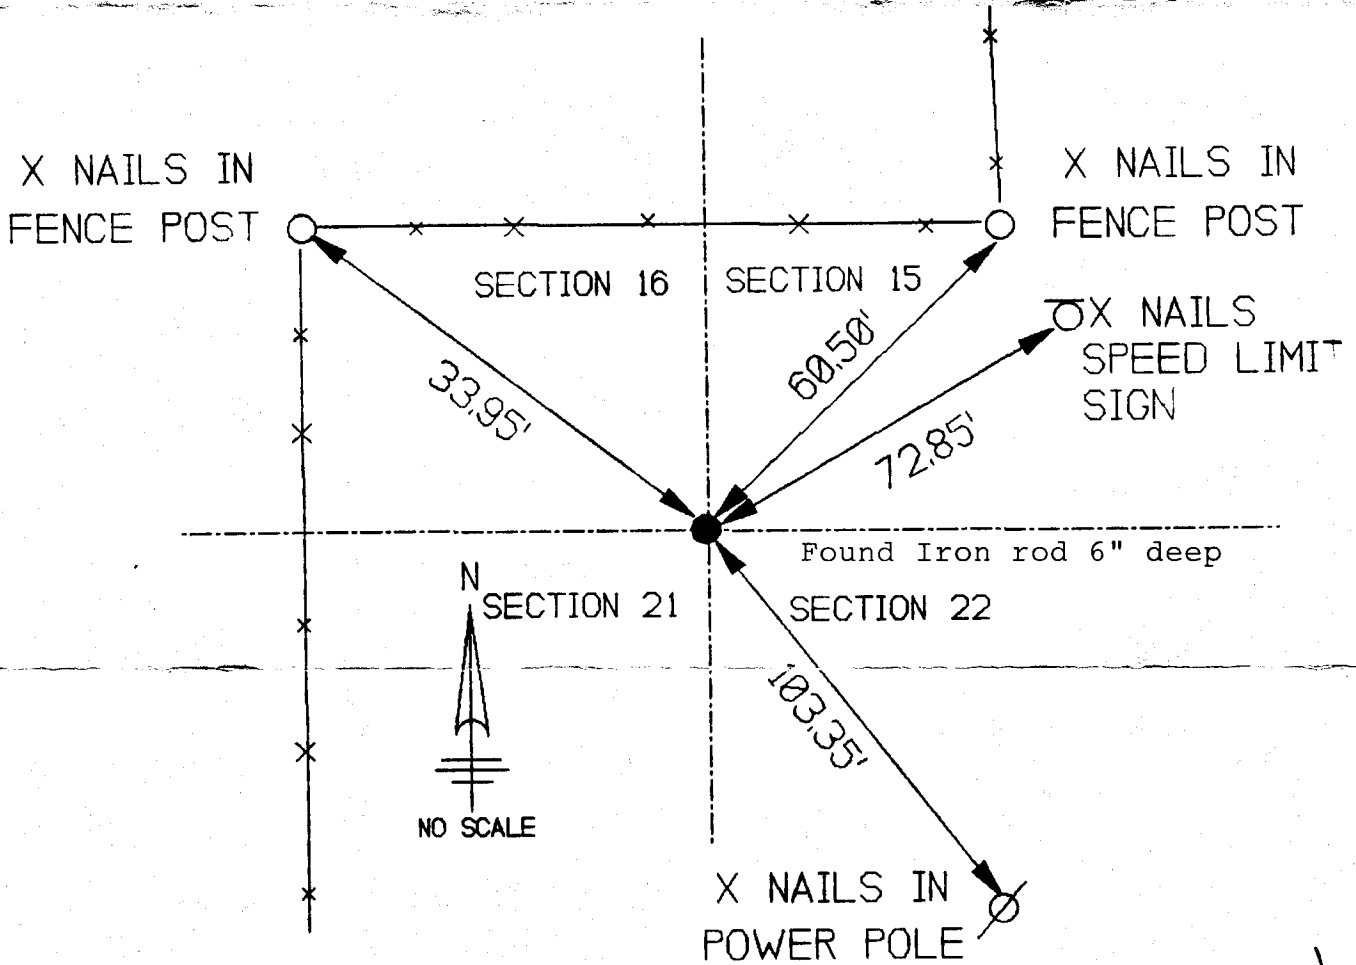 X NAILS IN
FENCE POST
X NAILS IN
FENCE POST
SECTION 16
SECTION 15
X NAILS
SPEED LIMIT
SIGN
33.95'
60.50'
72.85'
Found Iron rod 6" deep
N
SECTION 21
SECTION 22
103.35'
NO SCALE
X NAILS IN
POWER POLE